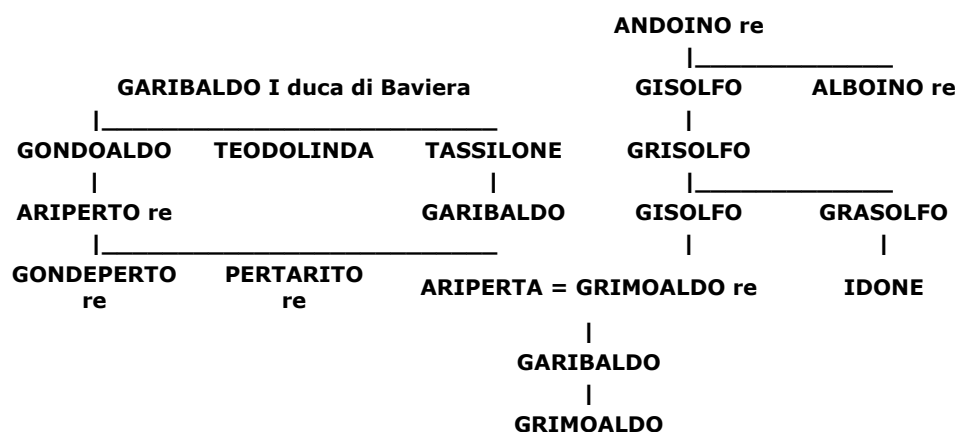 ANDOINO re
GARIBALDO I duca di Baviera GISOLFO ALBOINO re
GONDOALDO TEODOLINDA TASSILONE GRISOLFO
ARIPERTO re GARIBALDO GISOLFO GRASOLFO
GONDEPERTO re PERTARITO re ARIPERTA = GRIMOALDO re IDONE
GARIBALDO
GRIMOALDO